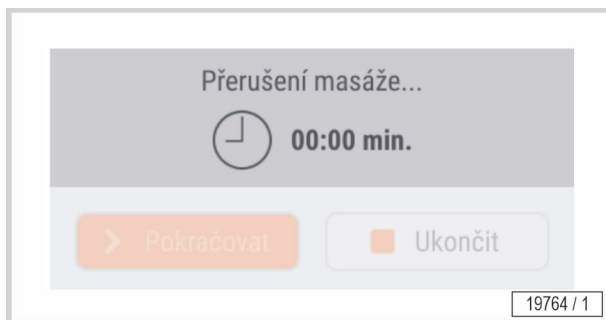 Přerušení masáže...
00:00 min.
Pokračovat
Ukončit
19764 / 1